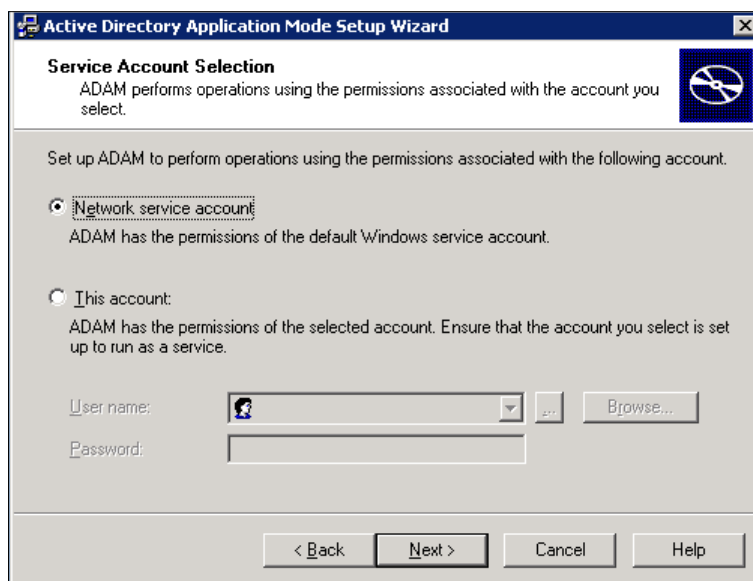 Active Directory Application Mode Setup Wizard
Service Account Selection
ADAM performs operations using the permissions associated with the account you
select.
Set up ADAM to perform operations using the permissions associated with the following account.
Network service account
ADAM has the permissions of the default Windows service account.
This account:
ADAM has the permissions of the selected account. Ensure that the account you select is set
up to run as a service.
User name:
... Browse...
Password:
< Back Next > Cancel Help